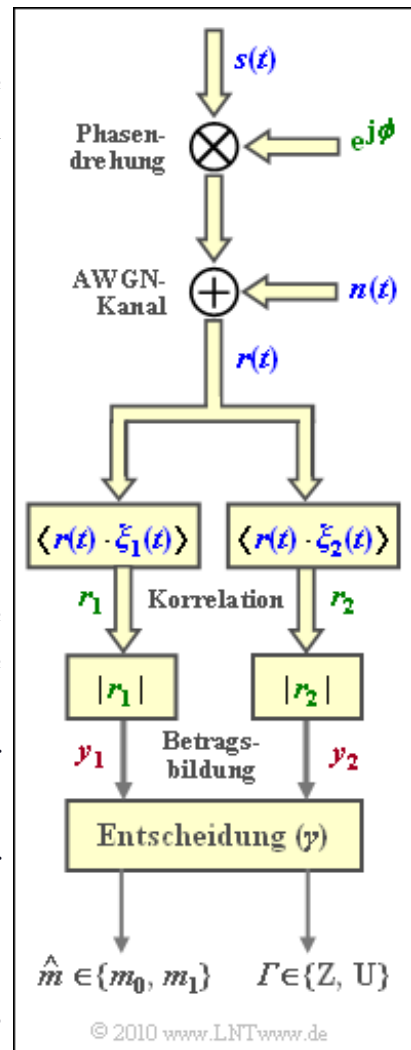 s(t)
Phasen-
drehung
e^{jϕ}
AWGN-
Kanal
n(t)
r(t)
⟨r(t) · ξ₁(t)⟩ ⟨r(t) · ξ₂(t)⟩
r₁ Korrelation r₂
|r₁| |r₂|
y₁ Betrags- y₂
bildung
Entscheidung (y)
m̂ ∈{m₀, m₁} Γ∈{Z, U}
© 2010 www.LNTwww.de